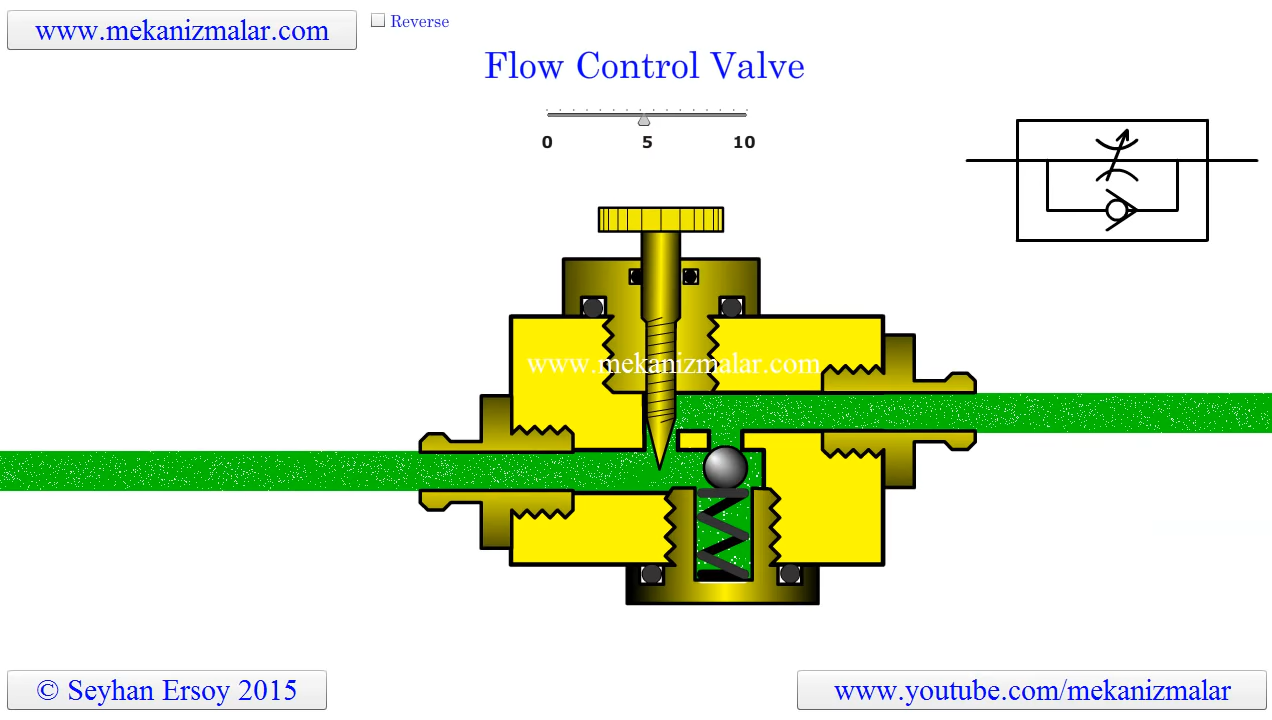 www.mekanizmalar.com
Reverse
Flow Control Valve
0 5 10
www.mekanizmalar.com
© Seyhan Ersoy 2015
www.youtube.com/mekanizmalar